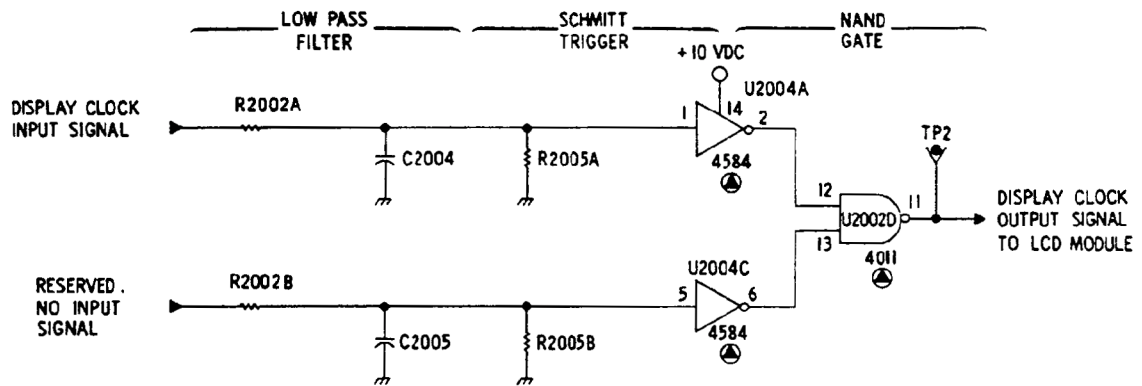 LOW PASS
FILTER
SCHMITT
TRIGGER
NAND
GATE
+10 VDC
U2004A
DISPLAY CLOCK
INPUT SIGNAL
R2002A
1
14
2
C2004
R2005A
4584
TP2
12
13
U2002D
11
4011
DISPLAY CLOCK
OUTPUT SIGNAL
TO LCD MODULE
RESERVED.
NO INPUT
SIGNAL
R2002B
U2004C
5
6
C2005
R2005B
4584